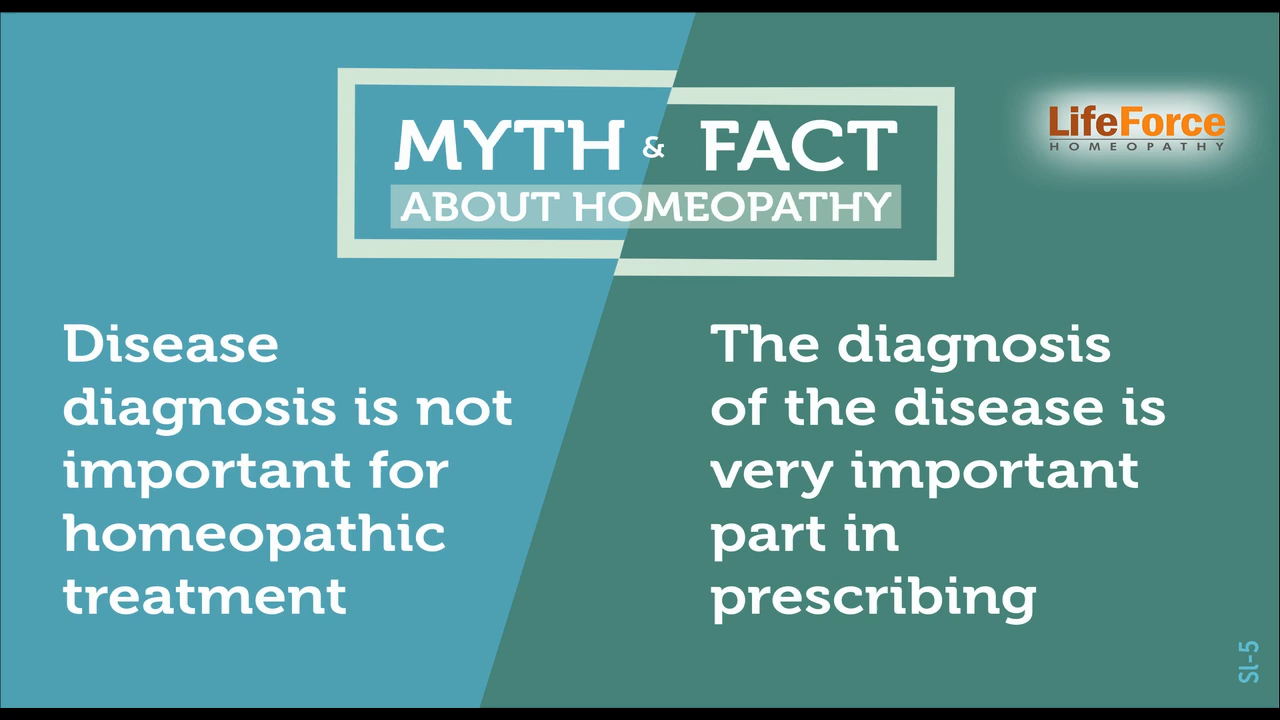 MYTH & FACT
ABOUT HOMEOPATHY
LifeForce
HOMEOPATHY
Disease
diagnosis is not
important for
homeopathic
treatment
The diagnosis
of the disease is
very important
part in
prescribing
SI-5